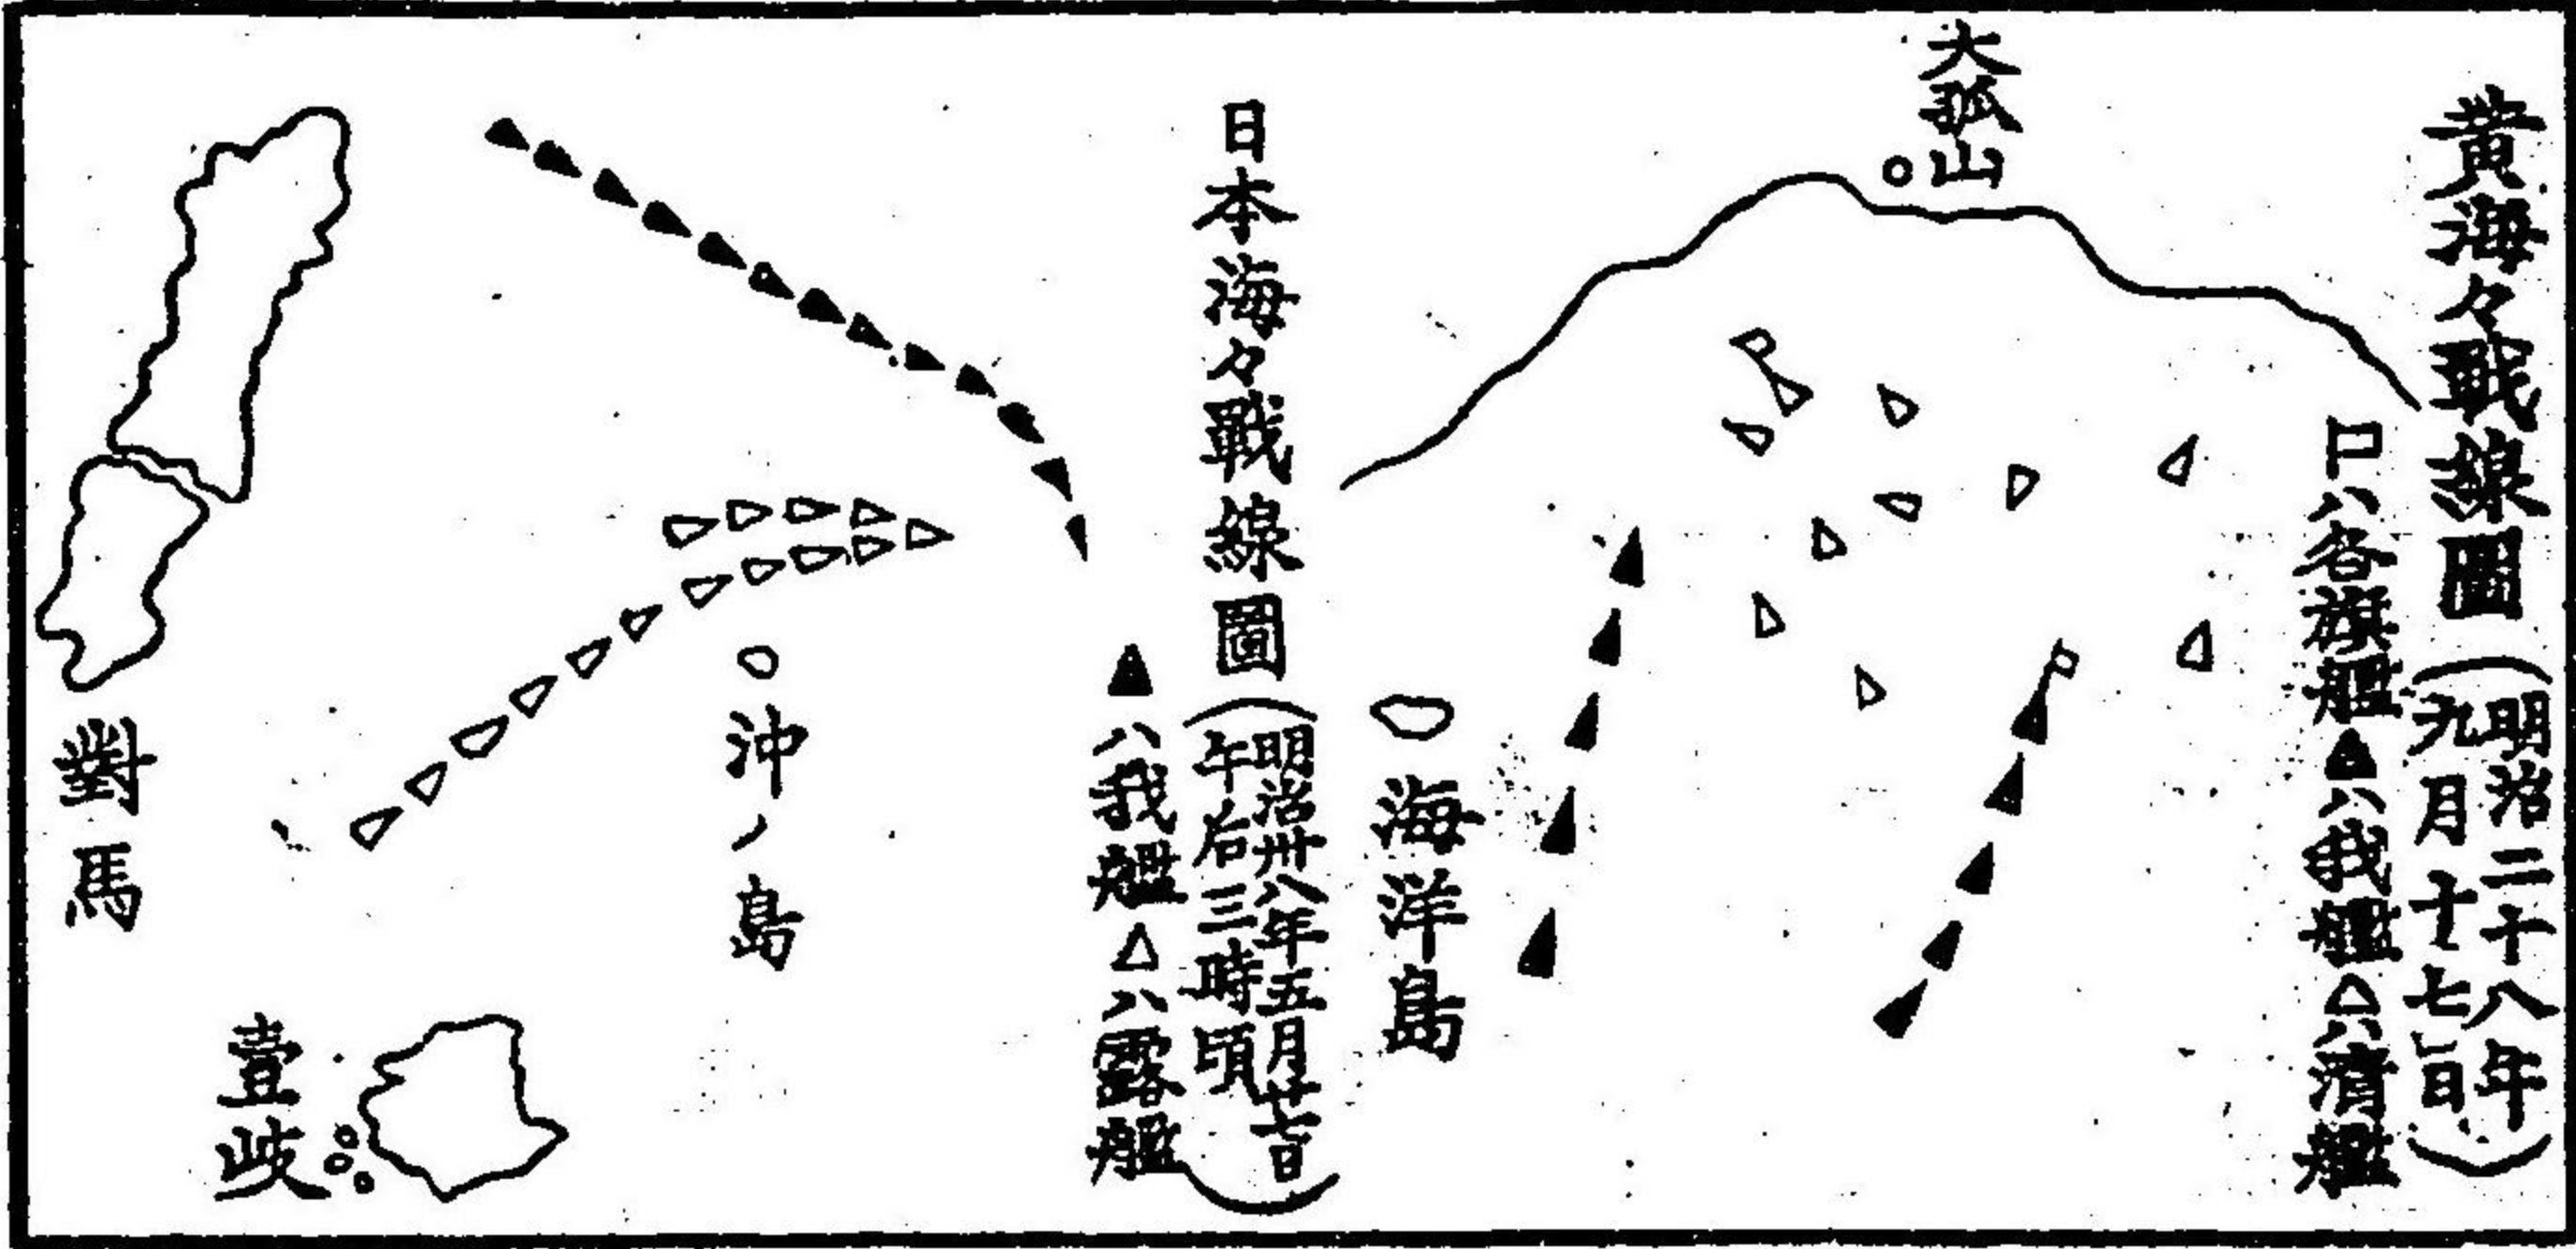 黄海々戰線圖(明治二十八年
九月十七日)
口ハ各旗艦▲ハ我艦△ハ清艦
大孤山
海洋島
日本海々戰線圖(明治卅八年五月廿七日
午后三時頃)
▲ハ我艦△ハ露艦
沖ノ島
對馬
壹岐